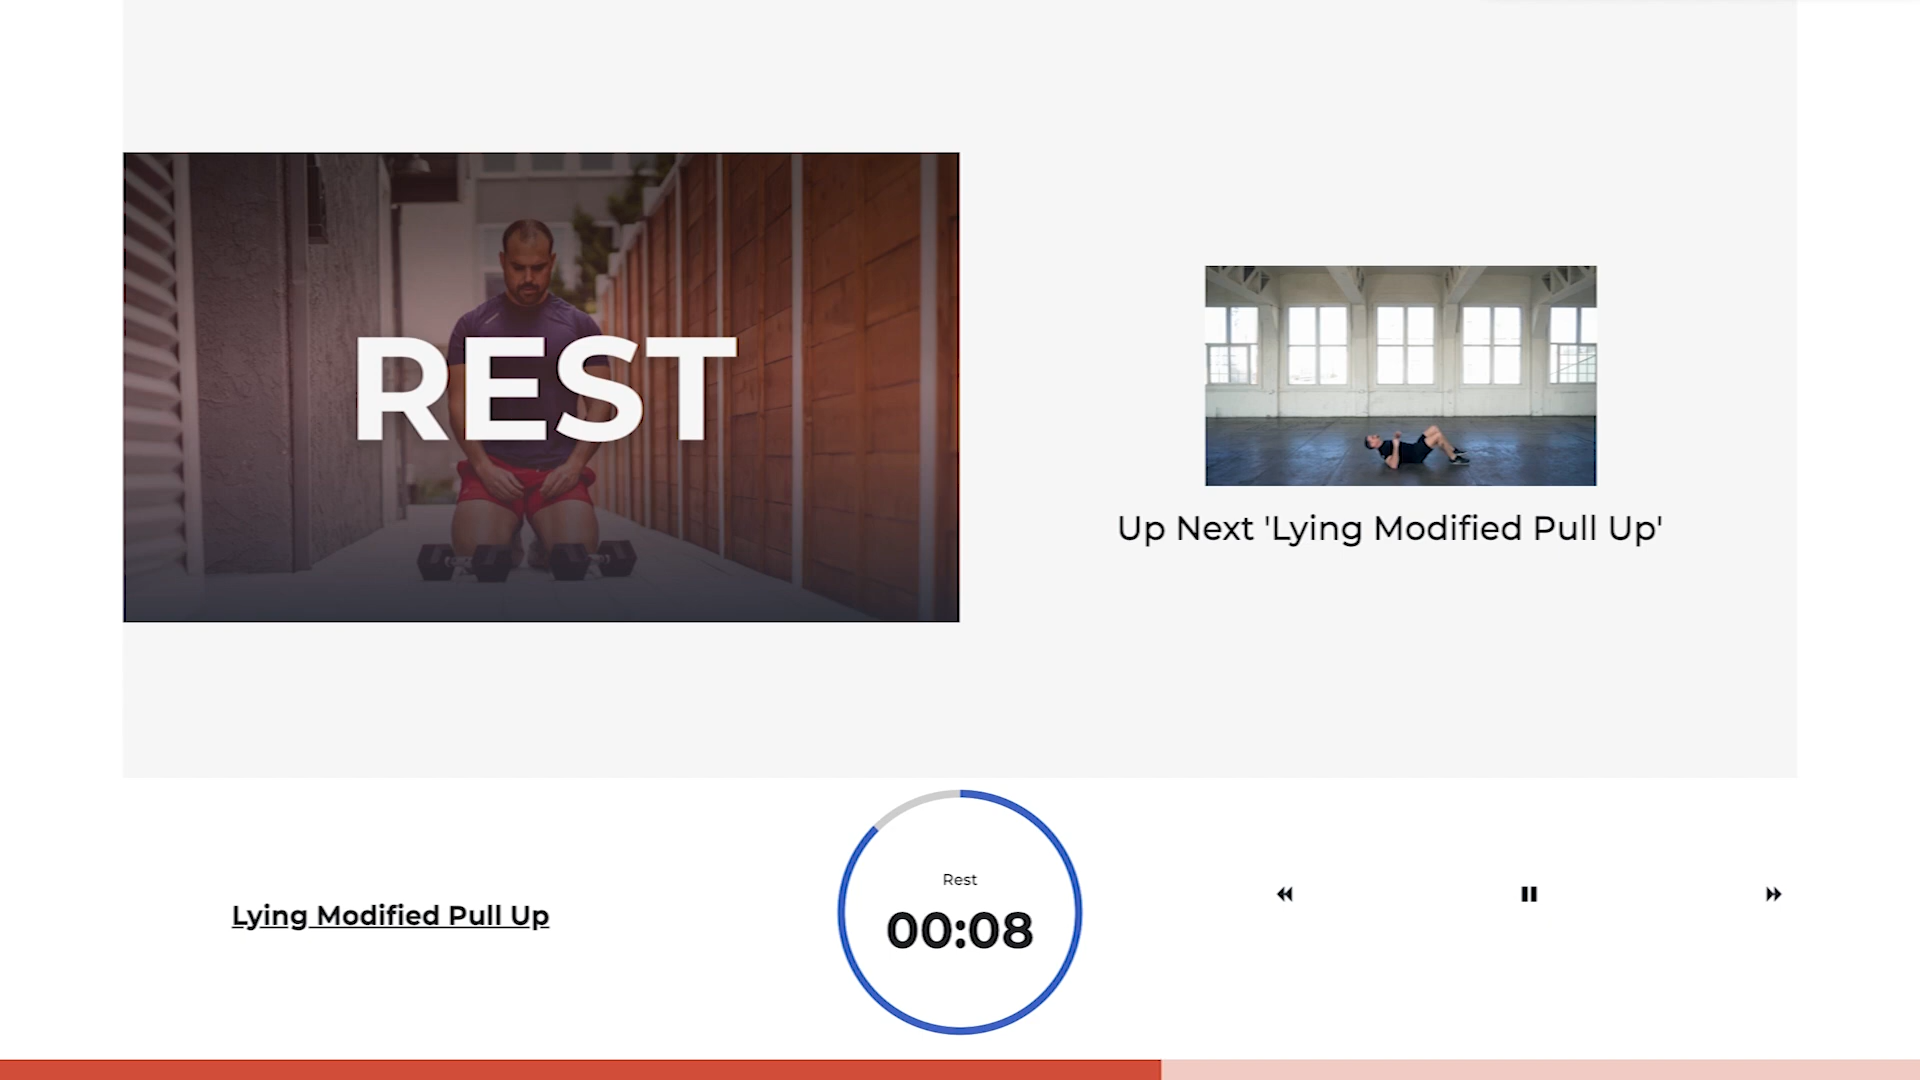 REST
Up Next 'Lying Modified Pull Up'
Lying Modified Pull Up
Rest
00:08